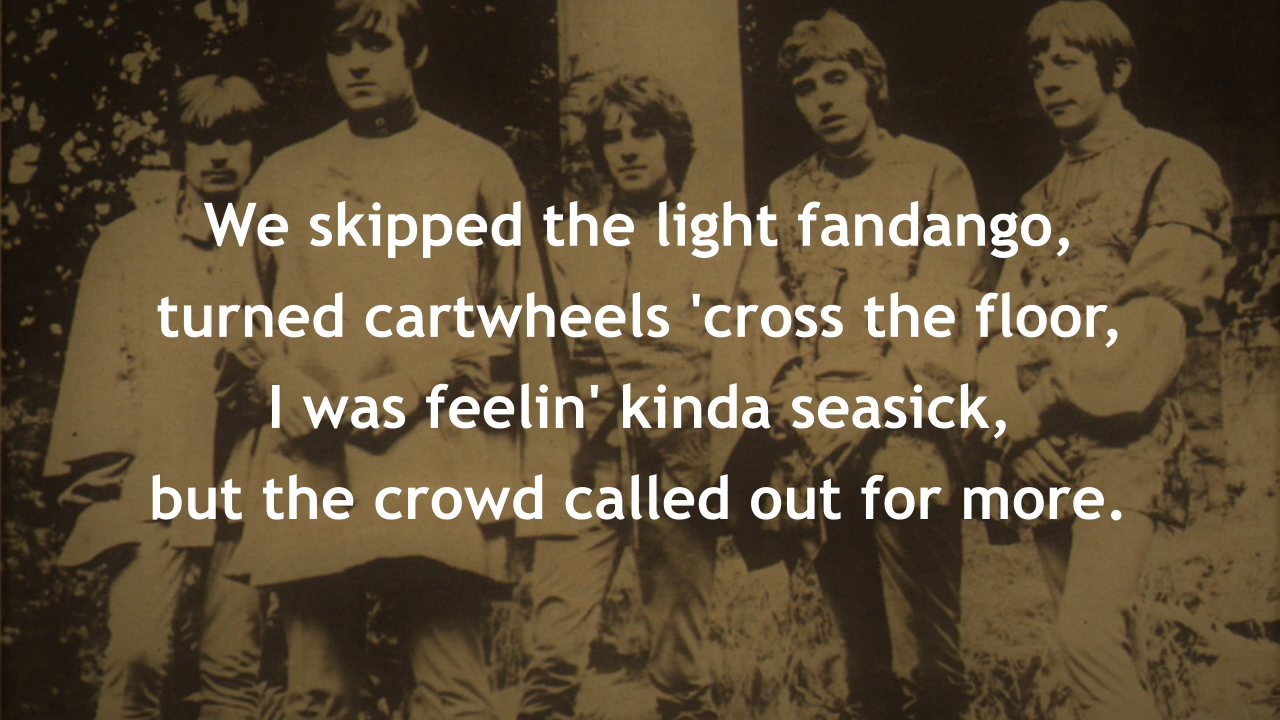 We skipped the light fandango,
turned cartwheels 'cross the floor,
I was feelin' kinda seasick,
but the crowd called out for more.